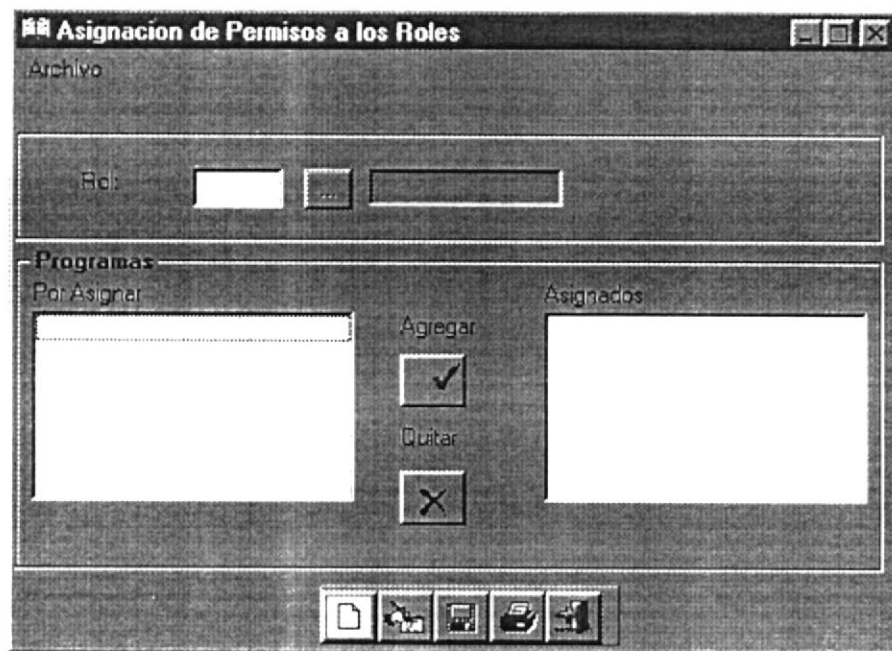 Asignacion de Permisos a los Roles
Archivo
Rol:
...
Programas
Por Asignar
Asignados
Agregar
Quitar